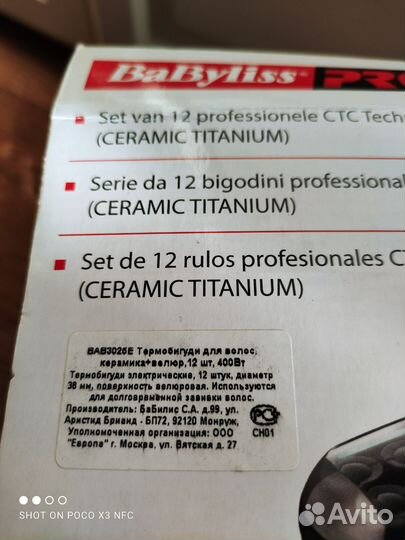 BaByliss PRO
Set van 12 professionele CTC Tech
(CERAMIC TITANIUM)
Serie da 12 bigodini professional
(CERAMIC TITANIUM)
Set de 12 rulos profesionales C
(CERAMIC TITANIUM)
BAB3025E Термобигуди для волос,
керамика+велюр,12 шт, 400Вт
Термобигуди электрические, 12 штук, диаметр
38 мм, поверхность велюровая. Используются
для долговременной завивки волос.
Производитель: БаБилис С.А. д.99, ул.
Аристид Брианд - БП72, 92120 Монруж,
Уполномоченная организация: ООО
"Европа" г. Москва, ул. Вятская д. 27
СН01
SHOT ON POCO X3 NFC
Avito